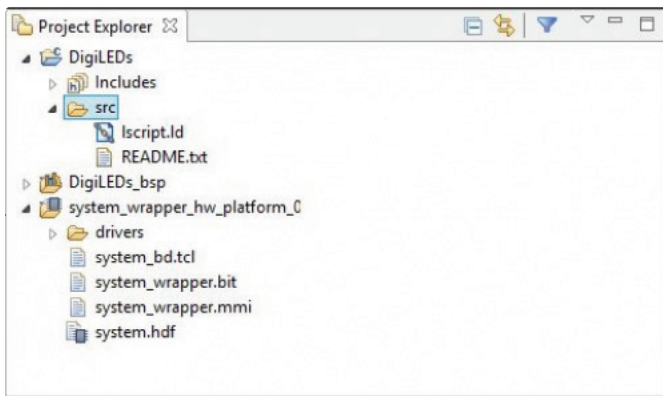 Project Explorer
DigiLEDs
Includes
src
lscript.ld
README.txt
DigiLEDs_bsp
system_wrapper_hw_platform_0
drivers
system_bd.tcl
system_wrapper.bit
system_wrapper.mmi
system.hdf